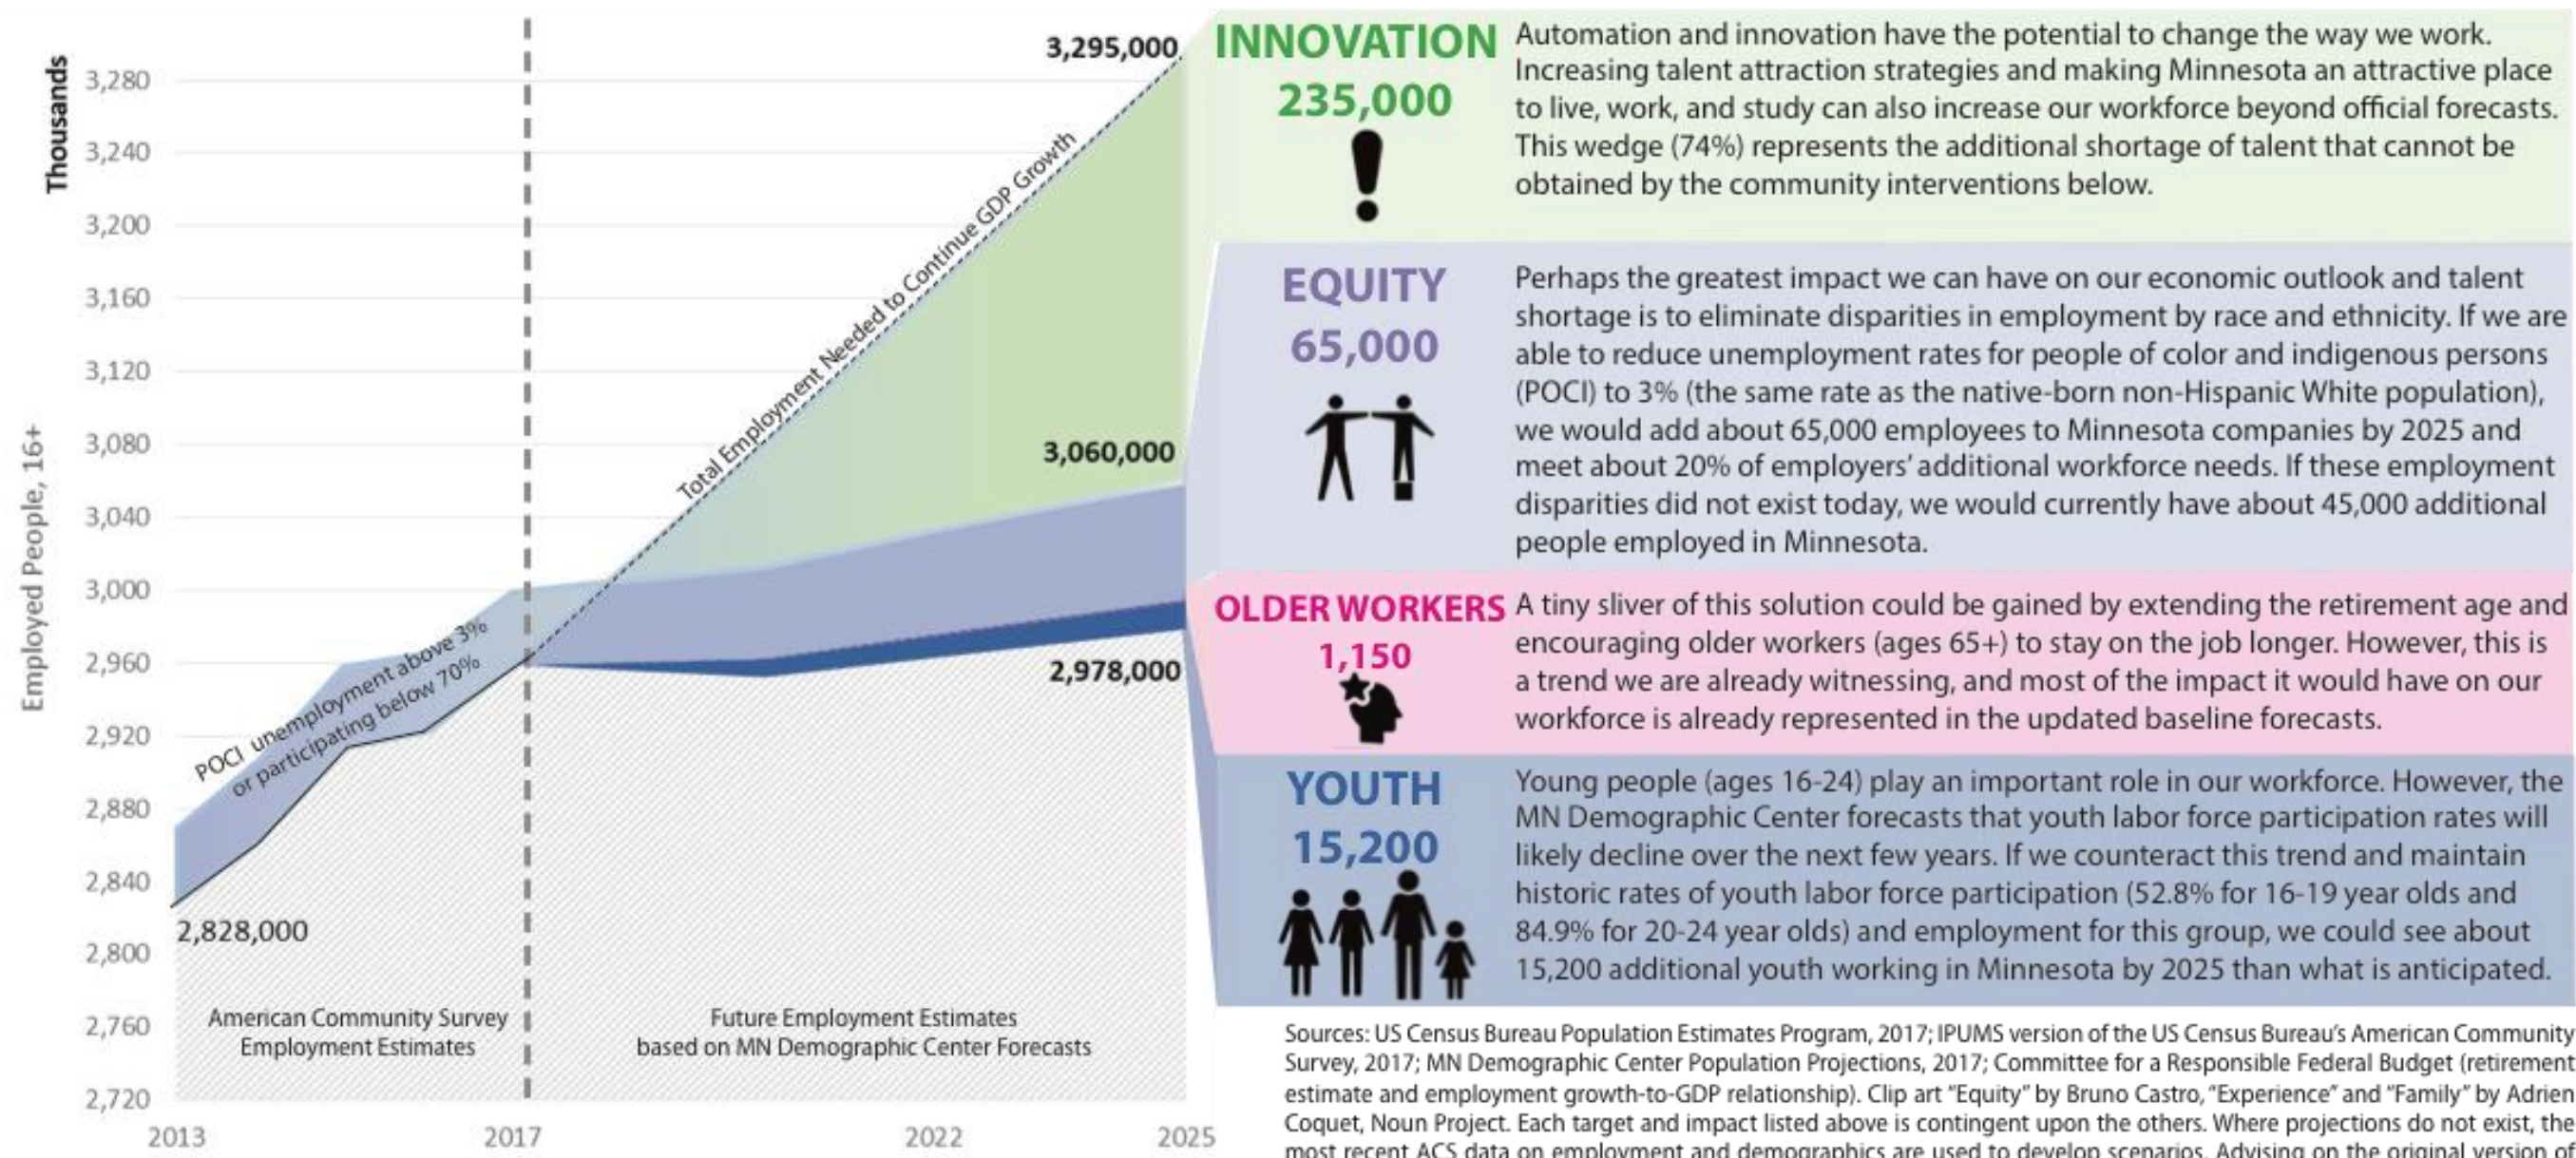 Thousands
Employed People, 16+
3,280
3,240
3,200
3,160
3,120
3,080
3,040
3,000
2,960
2,920
2,880
2,840
2,800
2,760
2,720
2013
2017
2022
2025
3,295,000
Total Employment Needed to Continue GDP Growth
3,060,000
2,978,000
POCI unemployment above 3%
or participating below 70%
2,828,000
American Community Survey
Employment Estimates
Future Employment Estimates
based on MN Demographic Center Forecasts
INNOVATION
235,000
Automation and innovation have the potential to change the way we work.
Increasing talent attraction strategies and making Minnesota an attractive place
to live, work, and study can also increase our workforce beyond official forecasts.
This wedge (74%) represents the additional shortage of talent that cannot be
obtained by the community interventions below.
EQUITY
65,000
Perhaps the greatest impact we can have on our economic outlook and talent
shortage is to eliminate disparities in employment by race and ethnicity. If we are
able to reduce unemployment rates for people of color and indigenous persons
(POCI) to 3% (the same rate as the native-born non-Hispanic White population),
we would add about 65,000 employees to Minnesota companies by 2025 and
meet about 20% of employers' additional workforce needs. If these employment
disparities did not exist today, we would currently have about 45,000 additional
people employed in Minnesota.
OLDER WORKERS
1,150
A tiny sliver of this solution could be gained by extending the retirement age and
encouraging older workers (ages 65+) to stay on the job longer. However, this is
a trend we are already witnessing, and most of the impact it would have on our
workforce is already represented in the updated baseline forecasts.
YOUTH
15,200
Young people (ages 16-24) play an important role in our workforce. However, the
MN Demographic Center forecasts that youth labor force participation rates will
likely decline over the next few years. If we counteract this trend and maintain
historic rates of youth labor force participation (52.8% for 16-19 year olds and
84.9% for 20-24 year olds) and employment for this group, we could see about
15,200 additional youth working in Minnesota by 2025 than what is anticipated.
Sources: US Census Bureau Population Estimates Program, 2017; IPUMS version of the US Census Bureau's American Community
Survey, 2017; MN Demographic Center Population Projections, 2017; Committee for a Responsible Federal Budget (retirement
estimate and employment growth-to-GDP relationship). Clip art "Equity" by Bruno Castro, "Experience" and "Family" by Adrien
Coquet, Noun Project. Each target and impact listed above is contingent upon the others. Where projections do not exist, the
most recent ACS data on employment and demographics are used to develop scenarios. Advising on the original version of